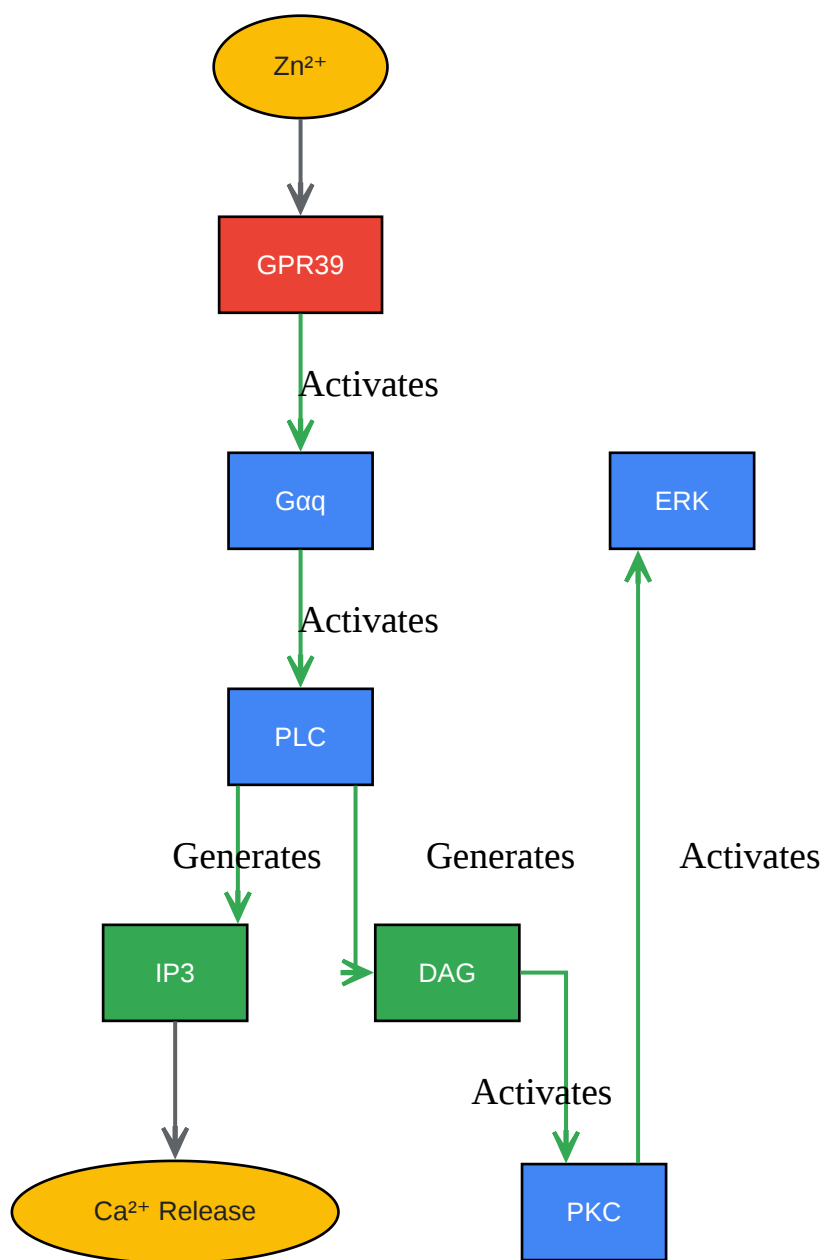 Zn²⁺
GPR39
Activates
Gαq
ERK
Activates
PLC
Generates
Generates
Activates
IP3
DAG
Activates
Ca²⁺ Release
PKC